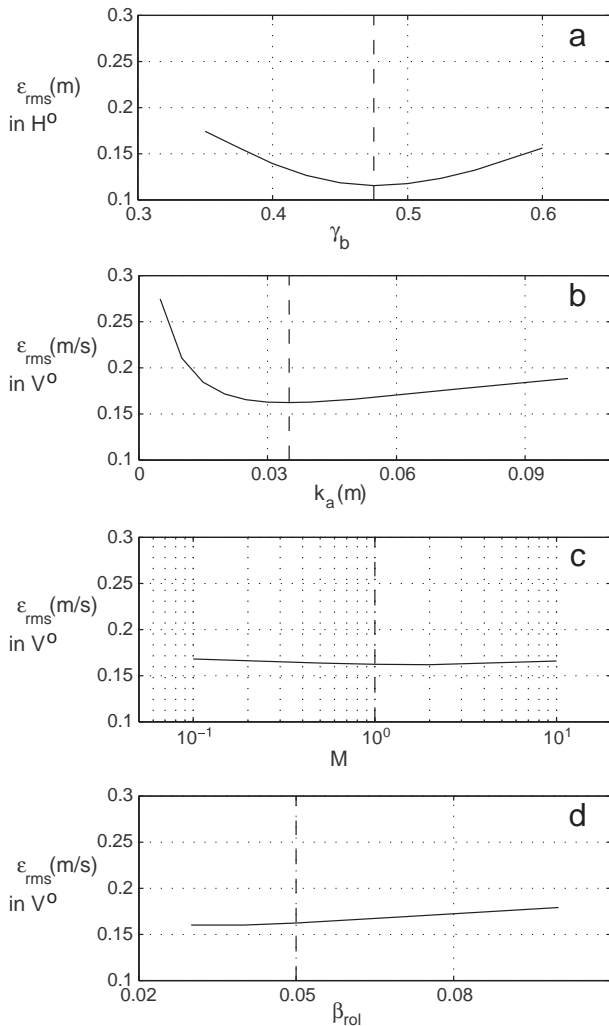 0.3
a
0.25
ε_rms(m)
0.2
in H^o
0.15
0.1
0.3 0.4 0.5 0.6
γ_b
0.3
b
0.25
ε_rms(m/s)
0.2
in V^o
0.15
0.1
0 0.03 0.06 0.09
k_a(m)
0.3
c
0.25
ε_rms(m/s)
0.2
in V^o
0.15
0.1
10^−1 10^0 10^1
M
0.3
d
0.25
ε_rms(m/s)
0.2
in V^o
0.15
0.1
0.02 0.05 0.08
β_rol